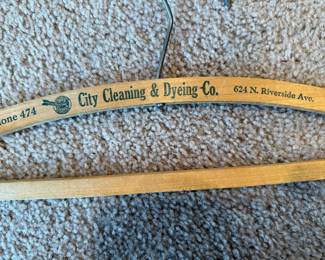 one 474 City Cleaning & Dyeing Co. 624 N. Riverside Ave.